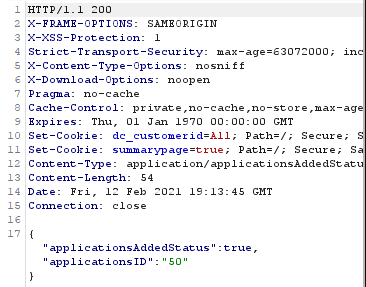 1 HTTP/1.1 200
2 X-FRAME-OPTIONS: SAMEORIGIN
3 X-XSS-Protection: 1
4 Strict-Transport-Security: max-age=63072000; inc
5 X-Content-Type-Options: nosniff
6 X-Download-Options: noopen
7 Pragma: no-cache
8 Cache-Control: private,no-cache,no-store,max-age
9 Expires: Thu, 01 Jan 1970 00:00:00 GMT
10 Set-Cookie: dc_customerid=All; Path=/; Secure; S
11 Set-Cookie: summarypage=true; Path=/; Secure; Sa
12 Content-Type: application/applicationsAddedStatu
13 Content-Length: 54
14 Date: Fri, 12 Feb 2021 19:13:45 GMT
15 Connection: close
16
17 {
"applicationsAddedStatus":true,
"applicationsID":"50"
}